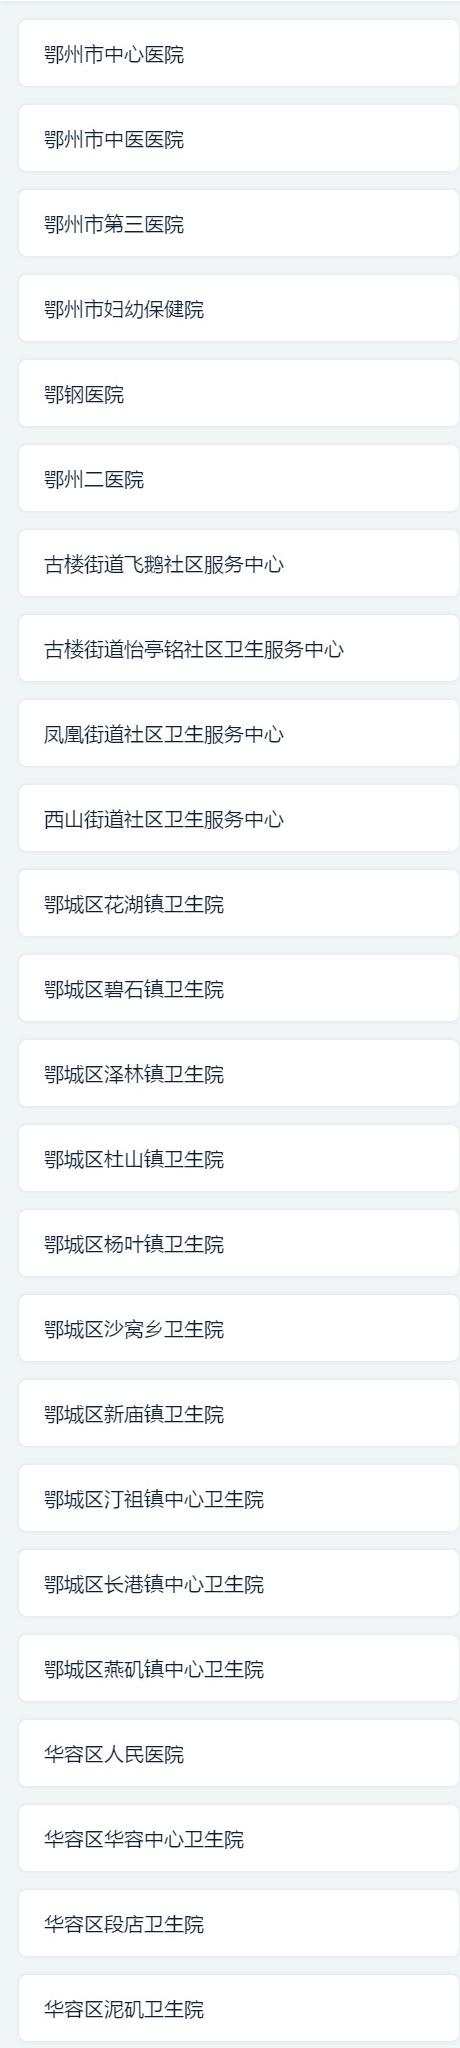 鄂州市中心医院
鄂州市中医医院
鄂州市第三医院
鄂州市妇幼保健院
鄂钢医院
鄂州二医院
古楼街道飞鹅社区服务中心
古楼街道怡亭铭社区卫生服务中心
凤凰街道社区卫生服务中心
西山街道社区卫生服务中心
鄂城区花湖镇卫生院
鄂城区碧石镇卫生院
鄂城区泽林镇卫生院
鄂城区杜山镇卫生院
鄂城区杨叶镇卫生院
鄂城区沙窝乡卫生院
鄂城区新庙镇卫生院
鄂城区汀祖镇中心卫生院
鄂城区长港镇中心卫生院
鄂城区燕矶镇中心卫生院
华容区人民医院
华容区华容中心卫生院
华容区段店卫生院
华容区泥矶卫生院